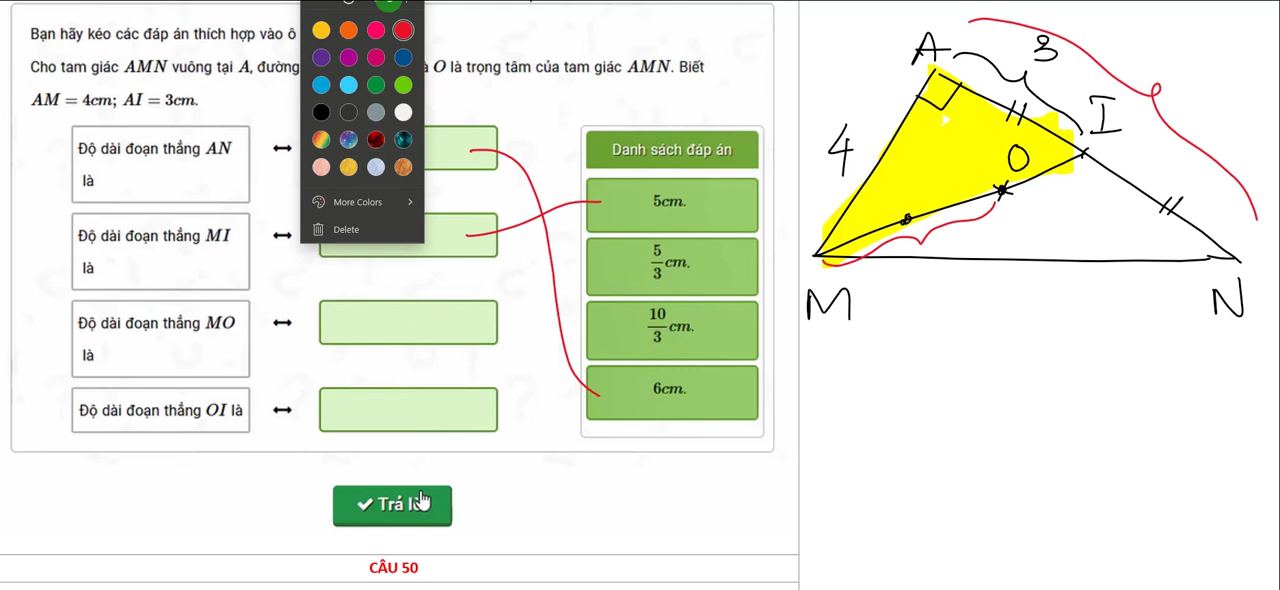 Bạn hãy kéo các đáp án thích hợp vào ô
Cho tam giác AMN vuông tại A, đường O là trọng tâm của tam giác AMN. Biết
AM = 4cm; AI = 3cm.
Độ dài đoạn thẳng AN
là
Độ dài đoạn thẳng MI
là
Độ dài đoạn thẳng MO
là
Độ dài đoạn thẳng OI là
More Colors
Delete
Danh sách đáp án
5cm.
5/3 cm.
10/3 cm.
6cm.
Trả
CÂU 50
A
3
I
4
O
M
N